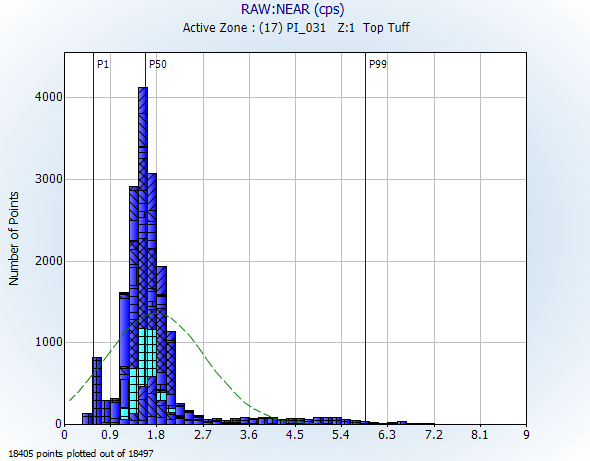 RAW:NEAR (cps)
Active Zone : (17) PI_031 Z:1 Top Tuff
P1 P50 P99
4000
3000
2000
1000
0
Number of Points
0 0.9 1.8 2.7 3.6 4.5 5.4 6.3 7.2 8.1 9
18405 points plotted out of 18497